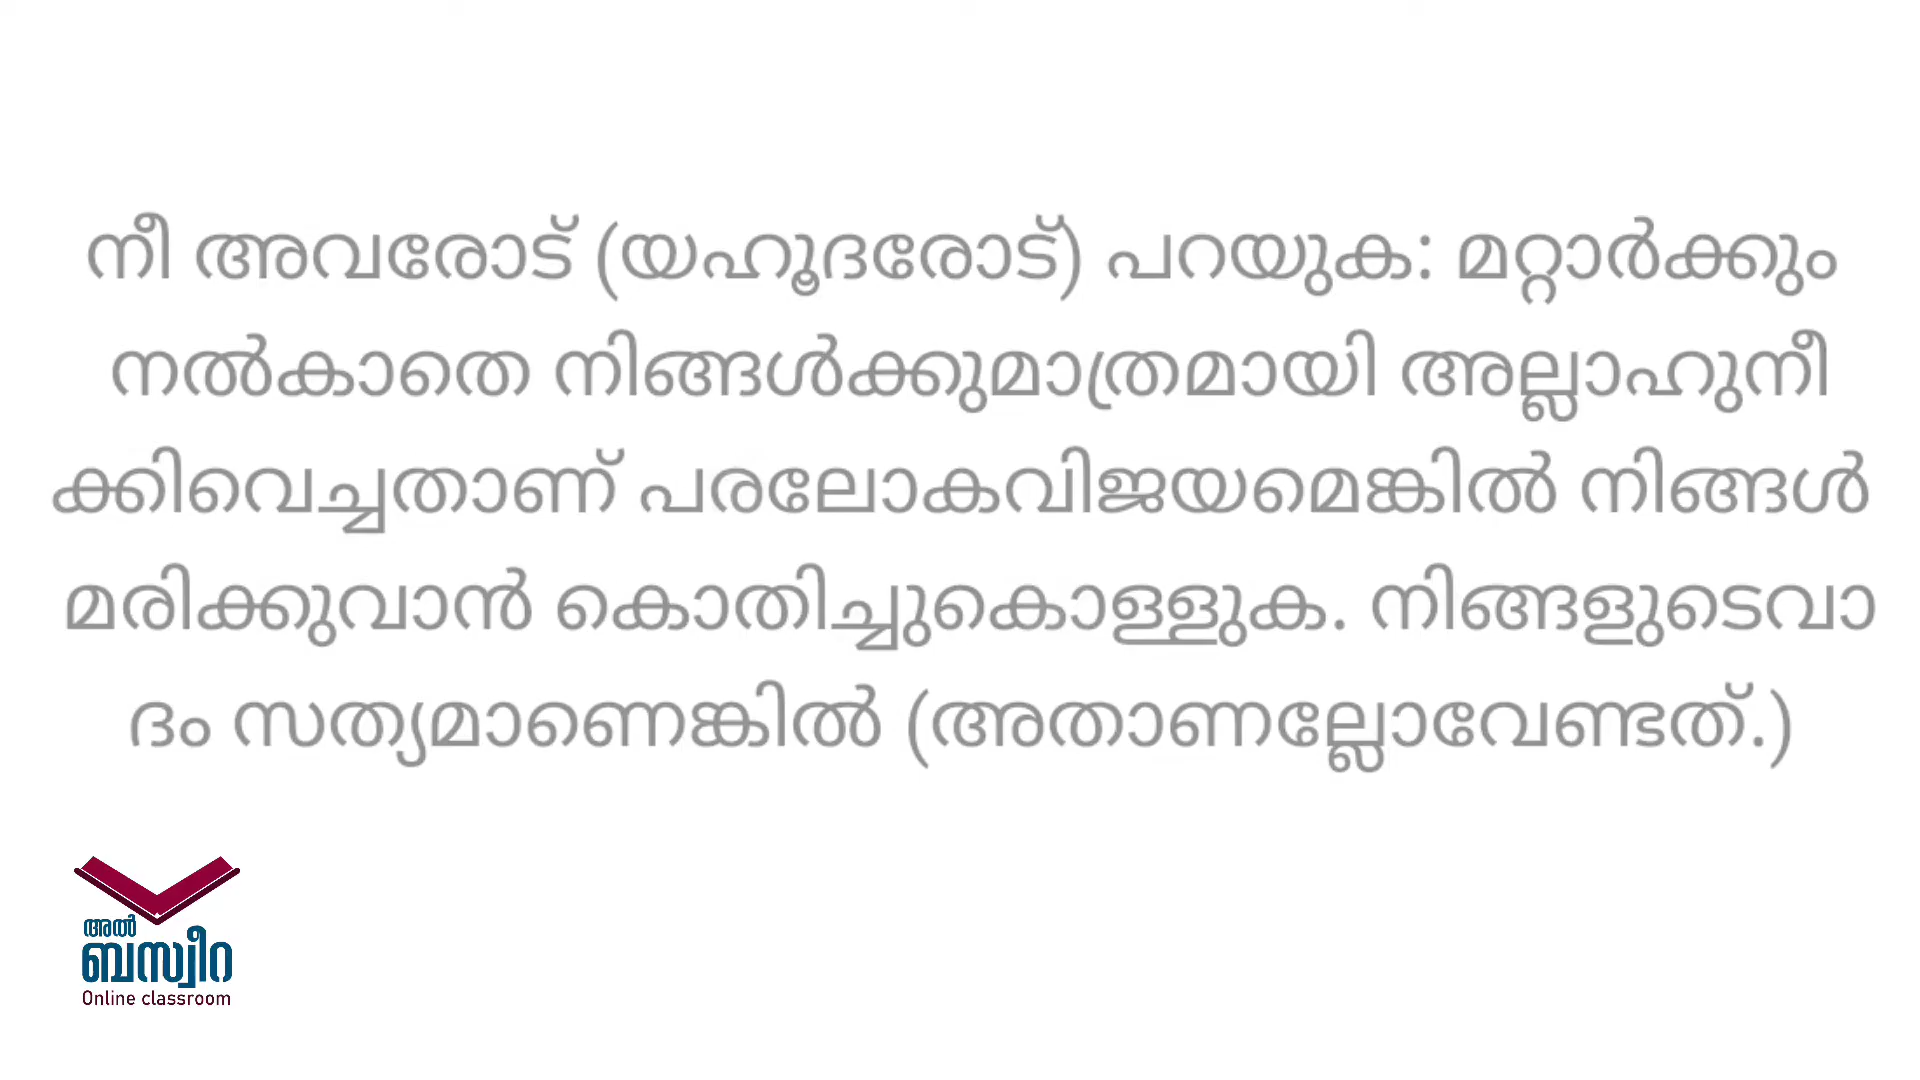 നീ അവരോട് (യഹൂദരോട്) പറയുക: മറ്റാർക്കും
നൽകാതെ നിങ്ങൾക്കുമാത്രമായി അല്ലാഹുനീ
ക്കിവെച്ചതാണ് പരലോകവിജയമെങ്കിൽ നിങ്ങൾ
മരിക്കുവാൻ കൊതിച്ചുകൊള്ളുക. നിങ്ങളുടെവാ
ദം സത്യമാണെങ്കിൽ (അതാണല്ലോവേണ്ടത്.)
അൽ
ബസ്വീറ
Online classroom